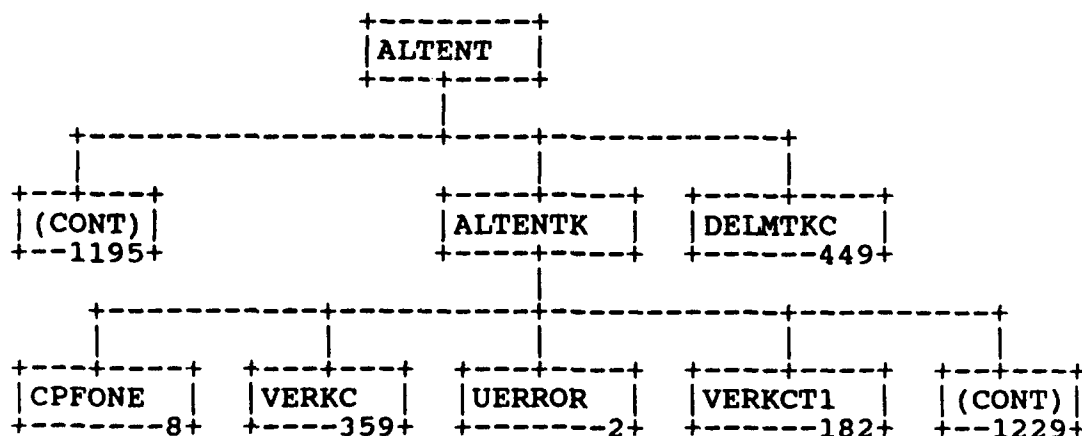 ALTENT
(CONT) ALTENTK DELMTKC
1195 449
CPFONE VERKC UERROR VERKCT1 (CONT)
8 359 2 182 1229